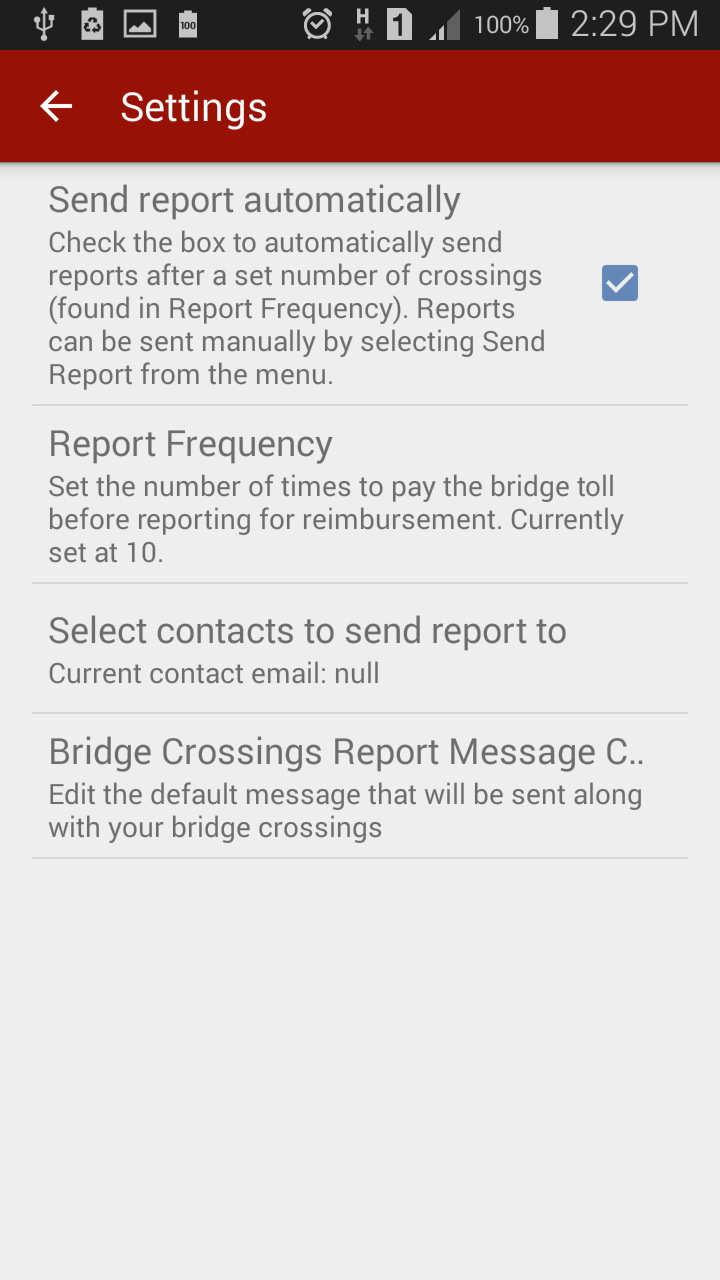 100
H
1
100%
2:29 PM
Settings
Send report automatically
Check the box to automatically send
reports after a set number of crossings
(found in Report Frequency). Reports
can be sent manually by selecting Send
Report from the menu.
Report Frequency
Set the number of times to pay the bridge toll
before reporting for reimbursement. Currently
set at 10.
Select contacts to send report to
Current contact email: null
Bridge Crossings Report Message C..
Edit the default message that will be sent along
with your bridge crossings